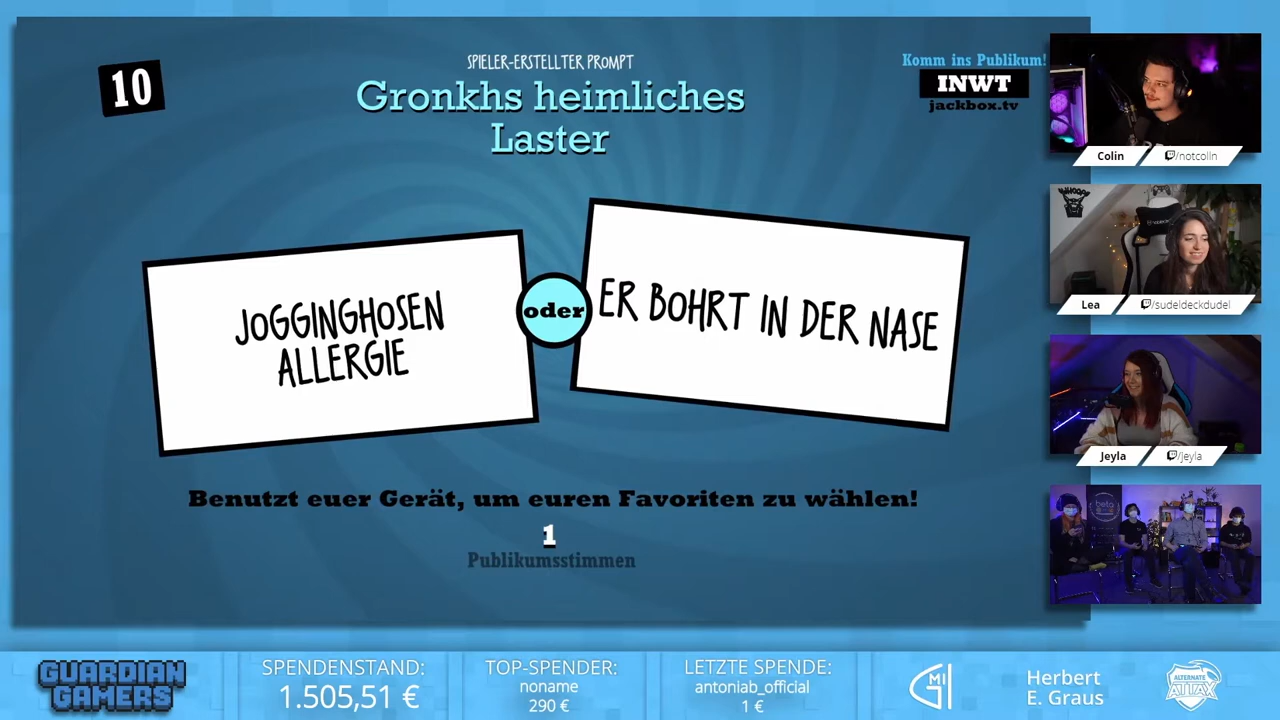 10
SPIELER-ERSTELLTER PROMPT
Gronkhs heimliches
Laster
Komm ins Publikum!
INWT
jackbox.tv
JOGGINGHOSEN
ALLERGIE
oder
ER BOHRT IN DER NASE
Benutzt euer Gerät, um euren Favoriten zu wählen!
1
Publikumsstimmen
Colin
/notcolin
WHOOPS
Lea
/sudeldeckdudel
Jeyla
/jeyla
GUARDIAN
GAMERS
SPENDENSTAND:
1.505,51 €
TOP-SPENDER:
noname
290 €
LETZTE SPENDE:
antoniab_official
1 €
GMI
Herbert
E. Graus
ALTERNATE
ATTAX